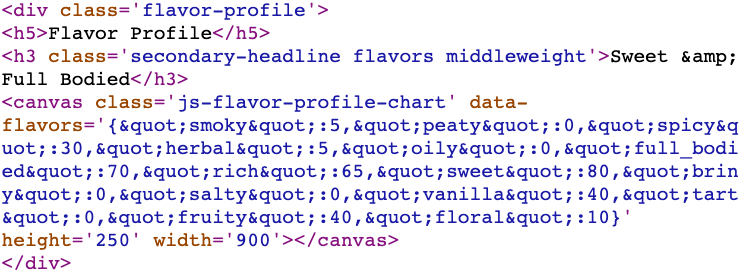 <div class='flavor-profile'>
<h5>Flavor Profile</h5>
<h3 class='secondary-headline flavors middleweight'>Sweet &amp;
Full Bodied</h3>
<canvas class='js-flavor-profile-chart' data-
flavors='{&quot;smoky&quot;:5,&quot;peaty&quot;:0,&quot;spicy&q
uot;:30,&quot;herbal&quot;:5,&quot;oily&quot;:0,&quot;full_bodi
ed&quot;:70,&quot;rich&quot;:65,&quot;sweet&quot;:80,&quot;brin
y&quot;:0,&quot;salty&quot;:0,&quot;vanilla&quot;:40,&quot;tart
&quot;:0,&quot;fruity&quot;:40,&quot;floral&quot;:10}'
height='250' width='900'></canvas>
</div>